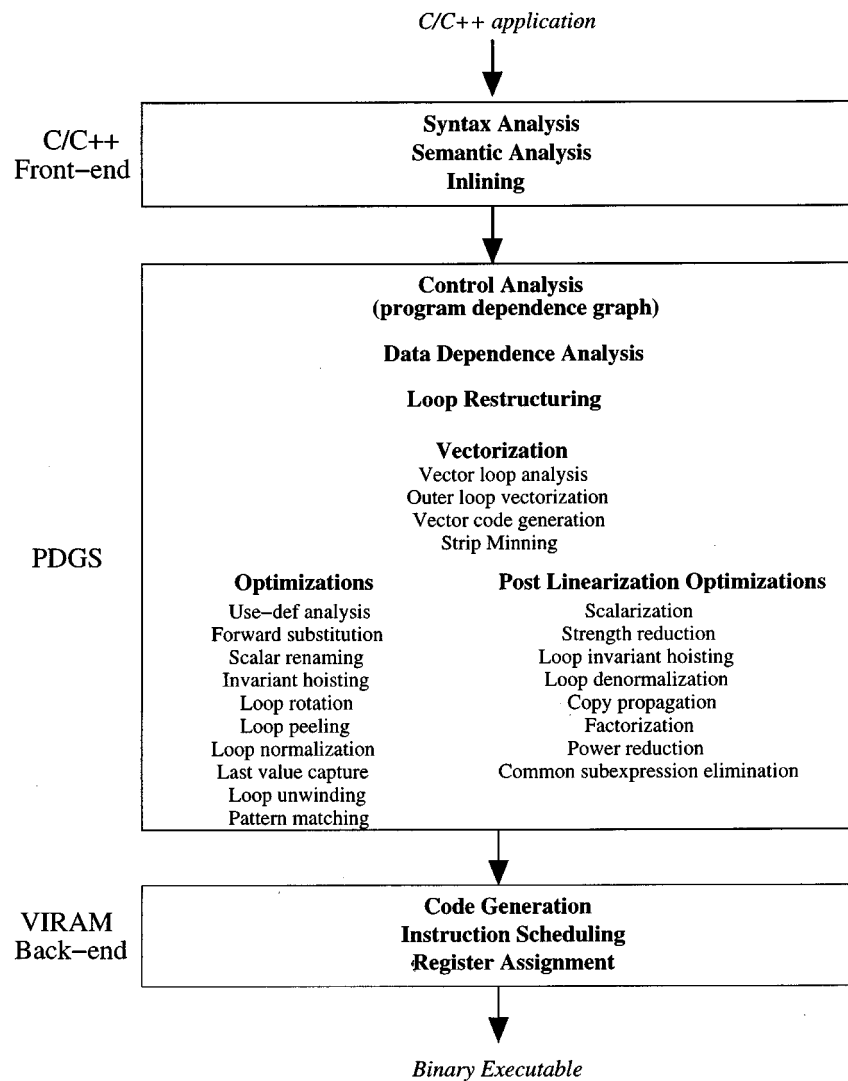 C/C++ application
C/C++
Front–end
Syntax Analysis
Semantic Analysis
Inlining
PDGS
Control Analysis
(program dependence graph)
Data Dependence Analysis
Loop Restructuring
Vectorization
Vector loop analysis
Outer loop vectorization
Vector code generation
Strip Minning
Optimizations
Use–def analysis
Forward substitution
Scalar renaming
Invariant hoisting
Loop rotation
Loop peeling
Loop normalization
Last value capture
Loop unwinding
Pattern matching
Post Linearization Optimizations
Scalarization
Strength reduction
Loop invariant hoisting
Loop denormalization
Copy propagation
Factorization
Power reduction
Common subexpression elimination
VIRAM
Back–end
Code Generation
Instruction Scheduling
Register Assignment
Binary Executable